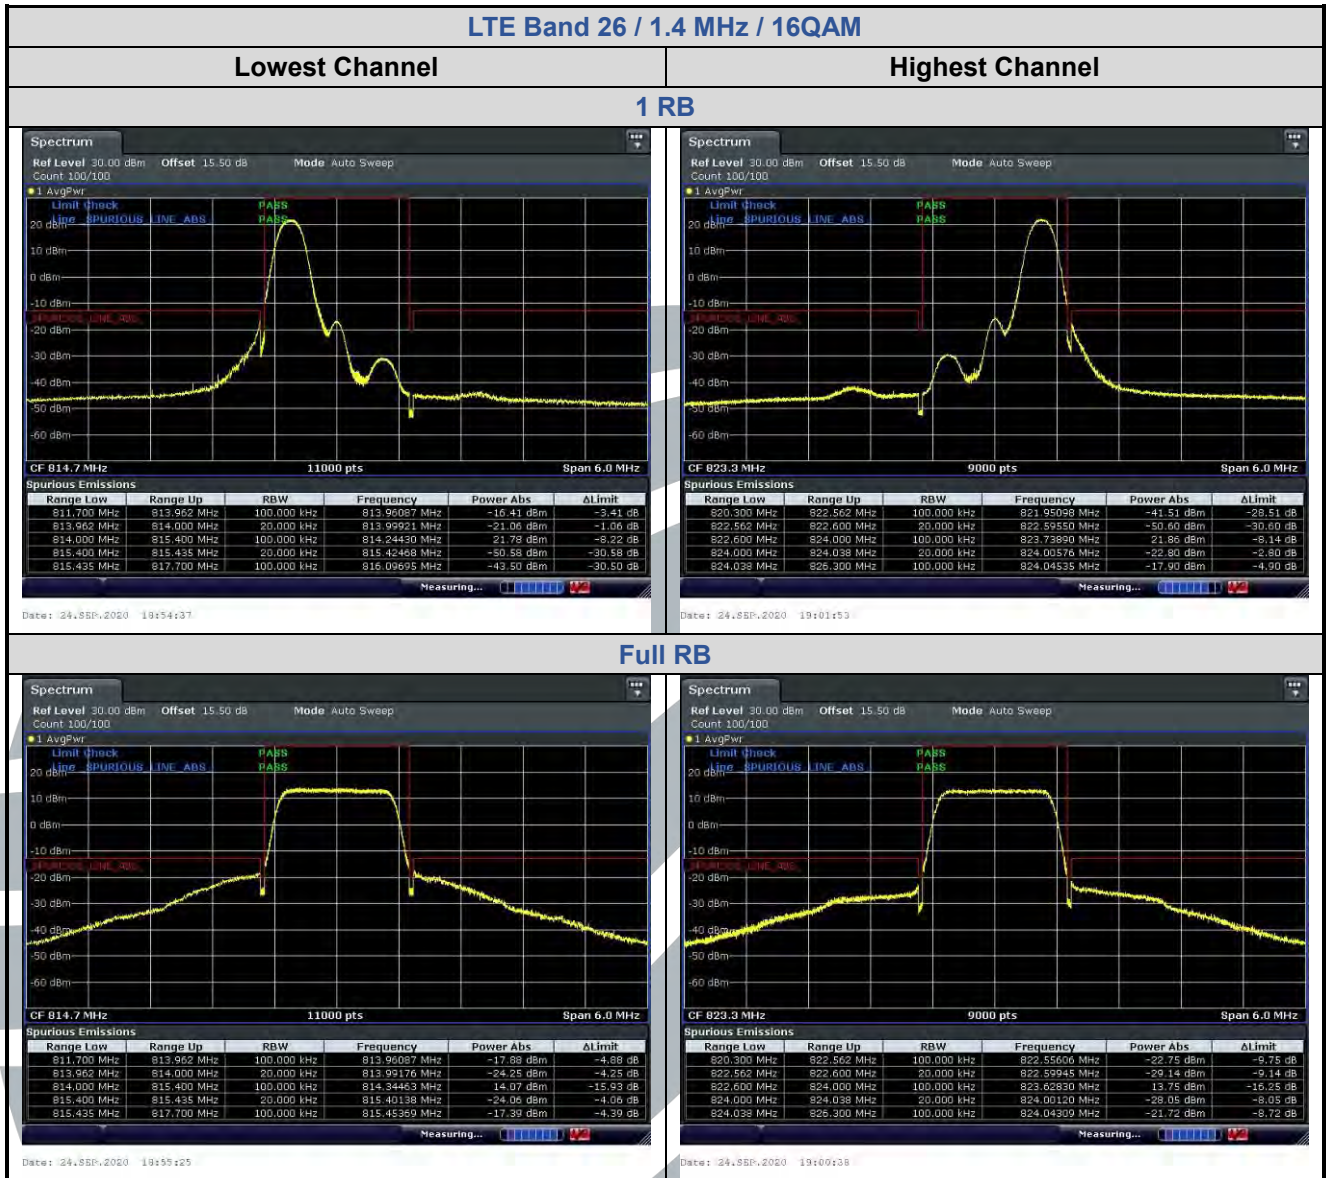 LTE Band 26 / 1.4 MHz / 16QAM
Lowest Channel Highest Channel
1 RB
Spectrum
Ref Level 30.00 dBm Offset 15.50 dB Mode Auto Sweep
Count 100/100
1 AvgPwr
Limit Check PASS
Line _SPURIOUS_LINE_ABS_ PASS
20 dBm
10 dBm
0 dBm
-10 dBm
_SPURIOUS_LINE_ABS_
-20 dBm
-30 dBm
-40 dBm
-50 dBm
-60 dBm
CF 814.7 MHz 11000 pts Span 6.0 MHz
Spurious Emissions
Range Low Range Up RBW Frequency Power Abs ΔLimit
811.700 MHz 813.962 MHz 100.000 kHz 813.96087 MHz -16.41 dBm -3.41 dB
813.962 MHz 814.000 MHz 20.000 kHz 813.99921 MHz -21.06 dBm -1.06 dB
814.000 MHz 815.400 MHz 100.000 kHz 814.24430 MHz 21.78 dBm -8.22 dB
815.400 MHz 815.435 MHz 20.000 kHz 815.42468 MHz -50.58 dBm -30.58 dB
815.435 MHz 817.700 MHz 100.000 kHz 816.09695 MHz -43.50 dBm -30.50 dB
Measuring...
Date: 24.SEP.2020 18:54:37
Spectrum
Ref Level 30.00 dBm Offset 15.50 dB Mode Auto Sweep
Count 100/100
1 AvgPwr
Limit Check PASS
Line _SPURIOUS_LINE_ABS_ PASS
20 dBm
10 dBm
0 dBm
-10 dBm
_SPURIOUS_LINE_ABS_
-20 dBm
-30 dBm
-40 dBm
-50 dBm
-60 dBm
CF 823.3 MHz 9000 pts Span 6.0 MHz
Spurious Emissions
Range Low Range Up RBW Frequency Power Abs ΔLimit
820.300 MHz 822.562 MHz 100.000 kHz 821.95098 MHz -41.51 dBm -28.51 dB
822.562 MHz 822.600 MHz 20.000 kHz 822.59550 MHz -50.60 dBm -30.60 dB
822.600 MHz 824.000 MHz 100.000 kHz 823.73890 MHz 21.86 dBm -8.14 dB
824.000 MHz 824.038 MHz 20.000 kHz 824.00576 MHz -22.80 dBm -2.80 dB
824.038 MHz 826.300 MHz 100.000 kHz 824.04535 MHz -17.90 dBm -4.90 dB
Measuring...
Date: 24.SEP.2020 19:01:53
Full RB
Spectrum
Ref Level 30.00 dBm Offset 15.50 dB Mode Auto Sweep
Count 100/100
1 AvgPwr
Limit Check PASS
Line _SPURIOUS_LINE_ABS_ PASS
20 dBm
10 dBm
0 dBm
-10 dBm
_SPURIOUS_LINE_ABS_
-20 dBm
-30 dBm
-40 dBm
-50 dBm
-60 dBm
CF 814.7 MHz 11000 pts Span 6.0 MHz
Spurious Emissions
Range Low Range Up RBW Frequency Power Abs ΔLimit
811.700 MHz 813.962 MHz 100.000 kHz 813.96087 MHz -17.88 dBm -4.88 dB
813.962 MHz 814.000 MHz 20.000 kHz 813.99176 MHz -24.25 dBm -4.25 dB
814.000 MHz 815.400 MHz 100.000 kHz 814.34463 MHz 14.07 dBm -15.93 dB
815.400 MHz 815.435 MHz 20.000 kHz 815.40138 MHz -24.06 dBm -4.06 dB
815.435 MHz 817.700 MHz 100.000 kHz 815.45369 MHz -17.39 dBm -4.39 dB
Measuring...
Date: 24.SEP.2020 18:55:25
Spectrum
Ref Level 30.00 dBm Offset 15.50 dB Mode Auto Sweep
Count 100/100
1 AvgPwr
Limit Check PASS
Line _SPURIOUS_LINE_ABS_ PASS
20 dBm
10 dBm
0 dBm
-10 dBm
_SPURIOUS_LINE_ABS_
-20 dBm
-30 dBm
-40 dBm
-50 dBm
-60 dBm
CF 823.3 MHz 9000 pts Span 6.0 MHz
Spurious Emissions
Range Low Range Up RBW Frequency Power Abs ΔLimit
820.300 MHz 822.562 MHz 100.000 kHz 822.55606 MHz -22.75 dBm -9.75 dB
822.562 MHz 822.600 MHz 20.000 kHz 822.59945 MHz -29.14 dBm -9.14 dB
822.600 MHz 824.000 MHz 100.000 kHz 823.62830 MHz 13.75 dBm -16.25 dB
824.000 MHz 824.038 MHz 20.000 kHz 824.00120 MHz -28.05 dBm -8.05 dB
824.038 MHz 826.300 MHz 100.000 kHz 824.04309 MHz -21.72 dBm -8.72 dB
Measuring...
Date: 24.SEP.2020 19:00:38